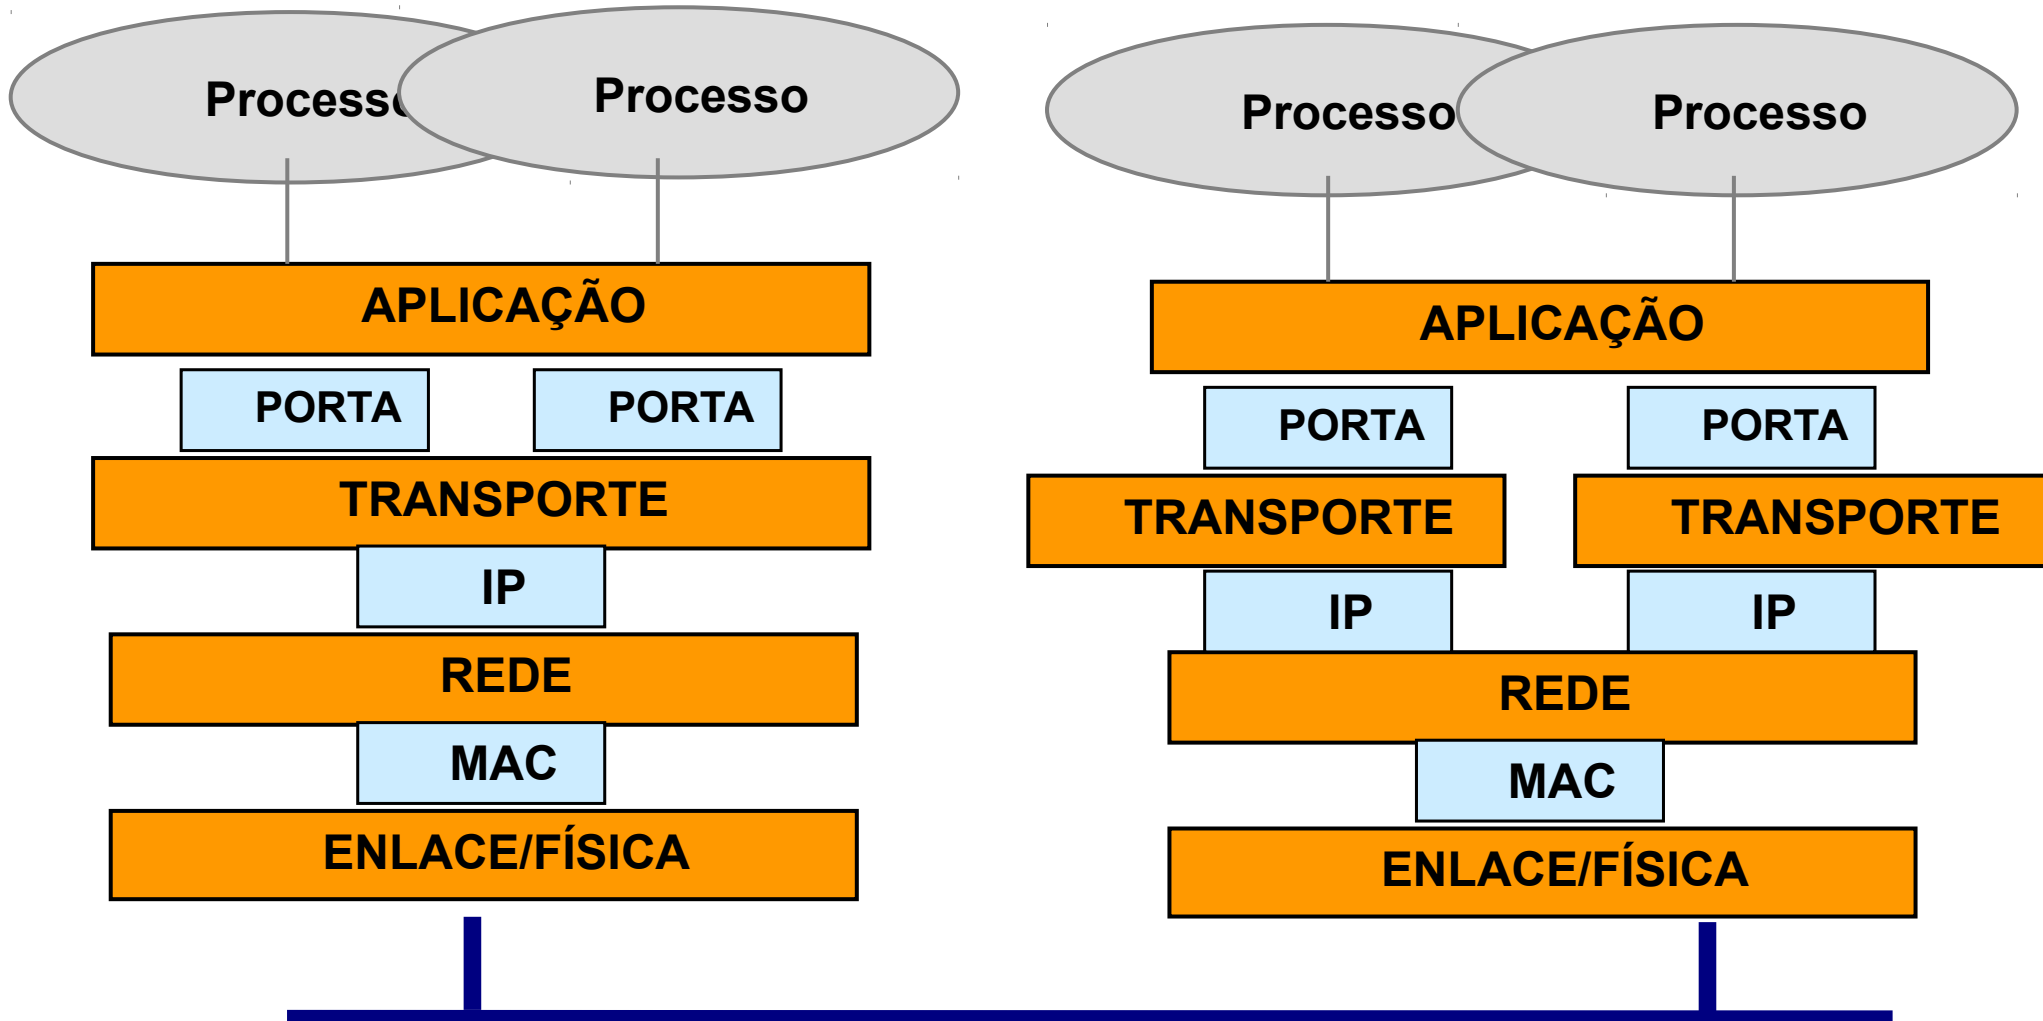 Processo
Processo
APLICAÇÃO
PORTA
PORTA
TRANSPORTE
IP
REDE
MAC
ENLACE/FÍSICA
Processo
Processo
APLICAÇÃO
PORTA
PORTA
TRANSPORTE
TRANSPORTE
IP
IP
REDE
MAC
ENLACE/FÍSICA